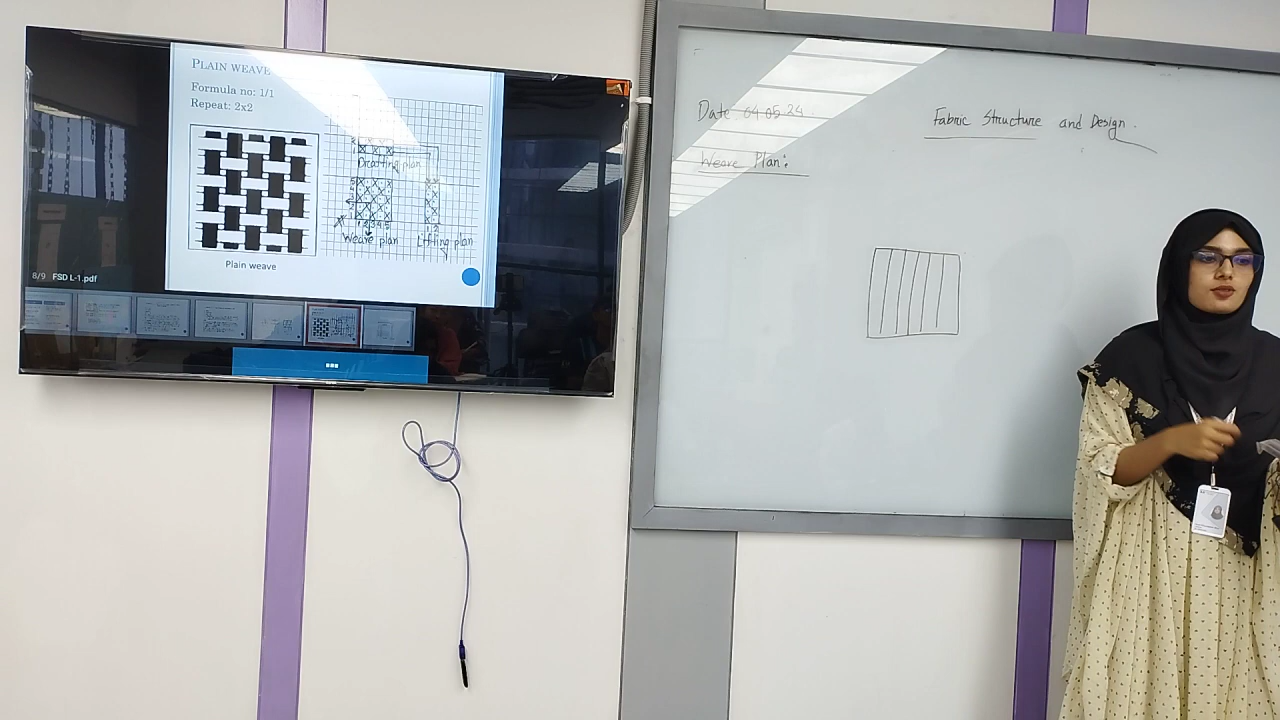 PLAIN WEAVE
Formula no: 1/1
Repeat: 2x2
Drafting plan
Weave plan
Lifting plan
Plain weave
8/9 FSD L-1.pdf
Date: 04.05.24
Fabric Structure and Design.
Weave Plan: